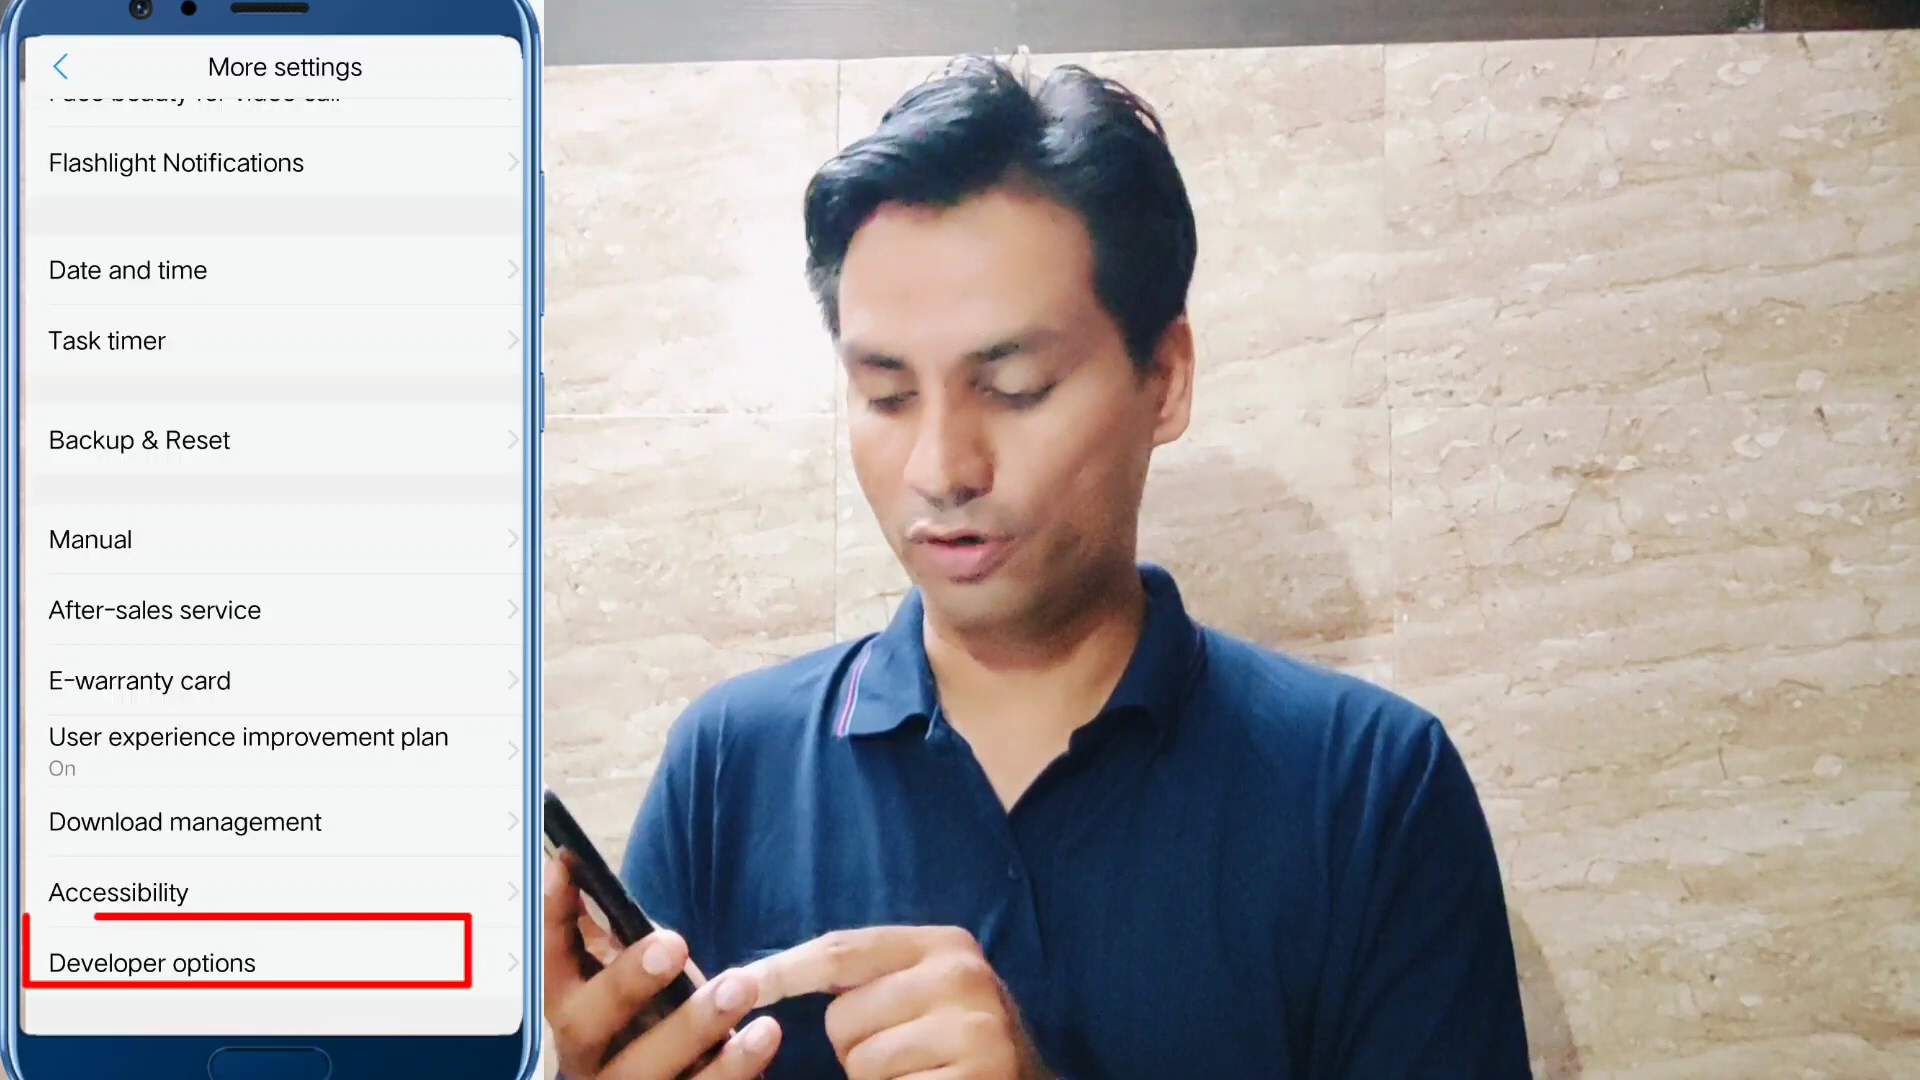 More settings
Flashlight Notifications
Date and time
Task timer
Backup & Reset
Manual
After-sales service
E-warranty card
User experience improvement plan
On
Download management
Accessibility
Developer options